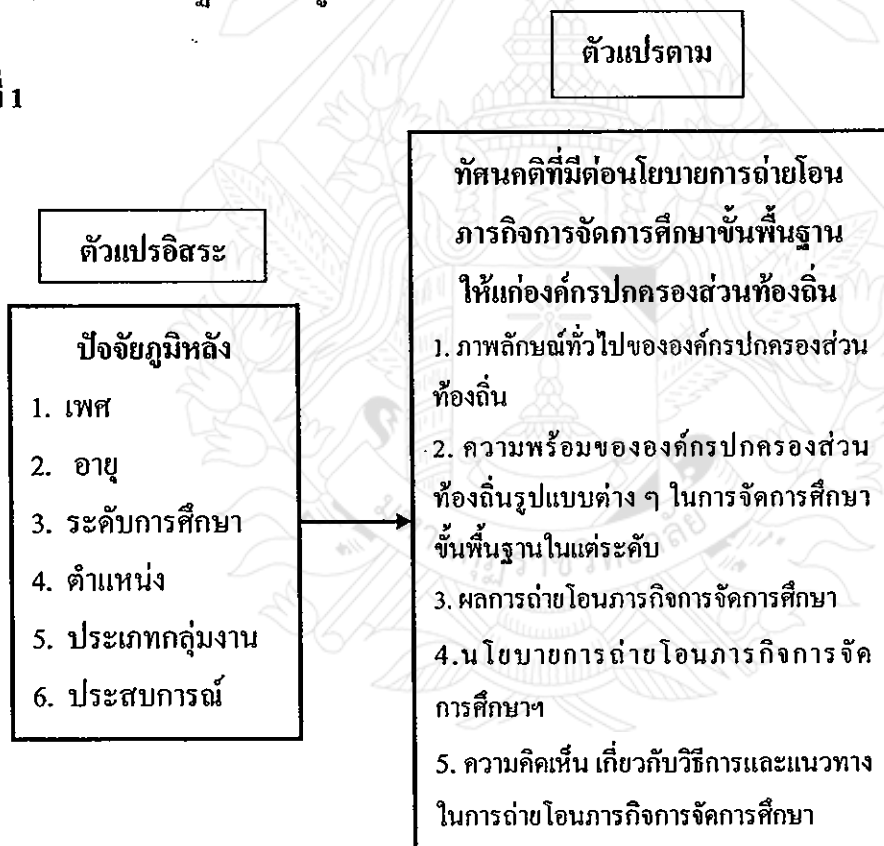 ที่ 1
ตัวแปรตาม
ตัวแปรอิสระ
ปัจจัยภูมิหลัง
1. เพศ
2. อายุ
3. ระดับการศึกษา
4. ตำแหน่ง
5. ประเภทกลุ่มงาน
6. ประสบการณ์
ทัศนคติที่มีต่อนโยบายการถ่ายโอน
ภารกิจการจัดการศึกษาขั้นพื้นฐาน
ให้แก่องค์กรปกครองส่วนท้องถิ่น
1. ภาพลักษณ์ทั่วไปขององค์กรปกครองส่วน
ท้องถิ่น
2. ความพร้อมขององค์กรปกครองส่วน
ท้องถิ่นรูปแบบต่าง ๆ ในการจัดการศึกษา
ขั้นพื้นฐานในแต่ระดับ
3. ผลการถ่ายโอนภารกิจการจัดการศึกษา
4.นโยบายการถ่ายโอนภารกิจการจัด
การศึกษาฯ
5. ความคิดเห็น เกี่ยวกับวิธีการและแนวทาง
ในการถ่ายโอนภารกิจการจัดการศึกษา